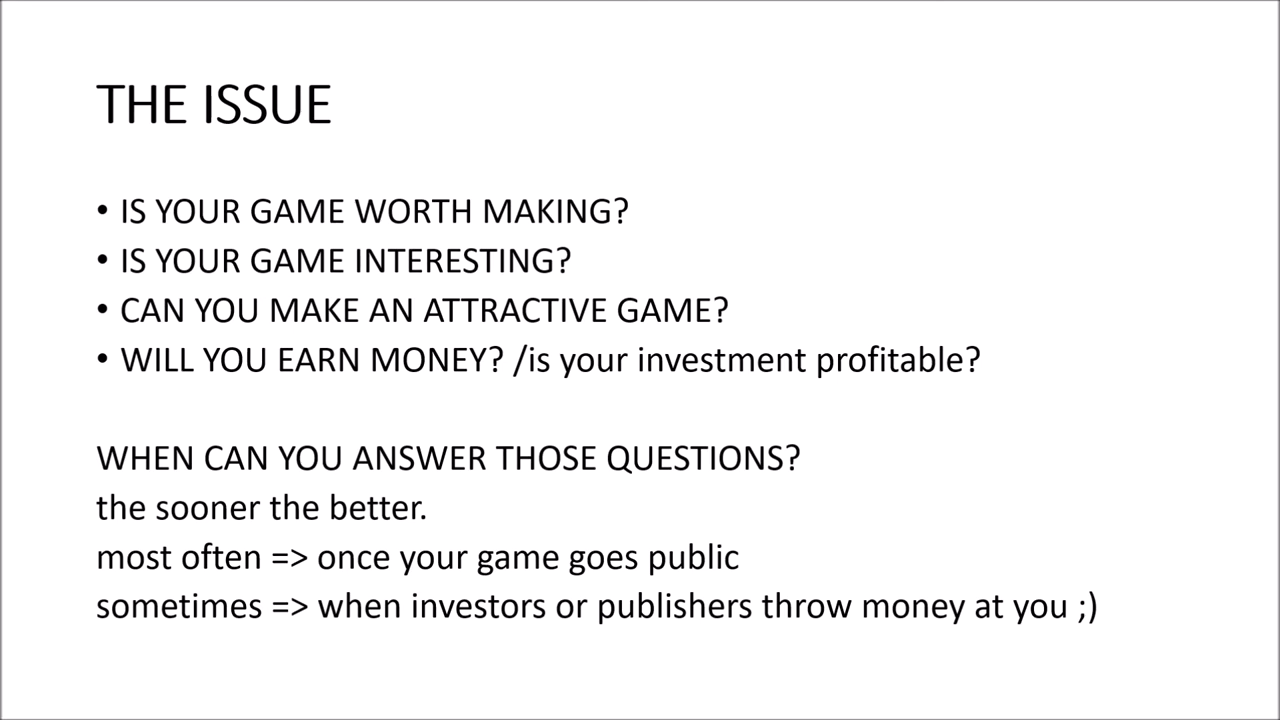 THE ISSUE
• IS YOUR GAME WORTH MAKING?
• IS YOUR GAME INTERESTING?
• CAN YOU MAKE AN ATTRACTIVE GAME?
• WILL YOU EARN MONEY? /is your investment profitable?
WHEN CAN YOU ANSWER THOSE QUESTIONS?
the sooner the better.
most often => once your game goes public
sometimes => when investors or publishers throw money at you ;)